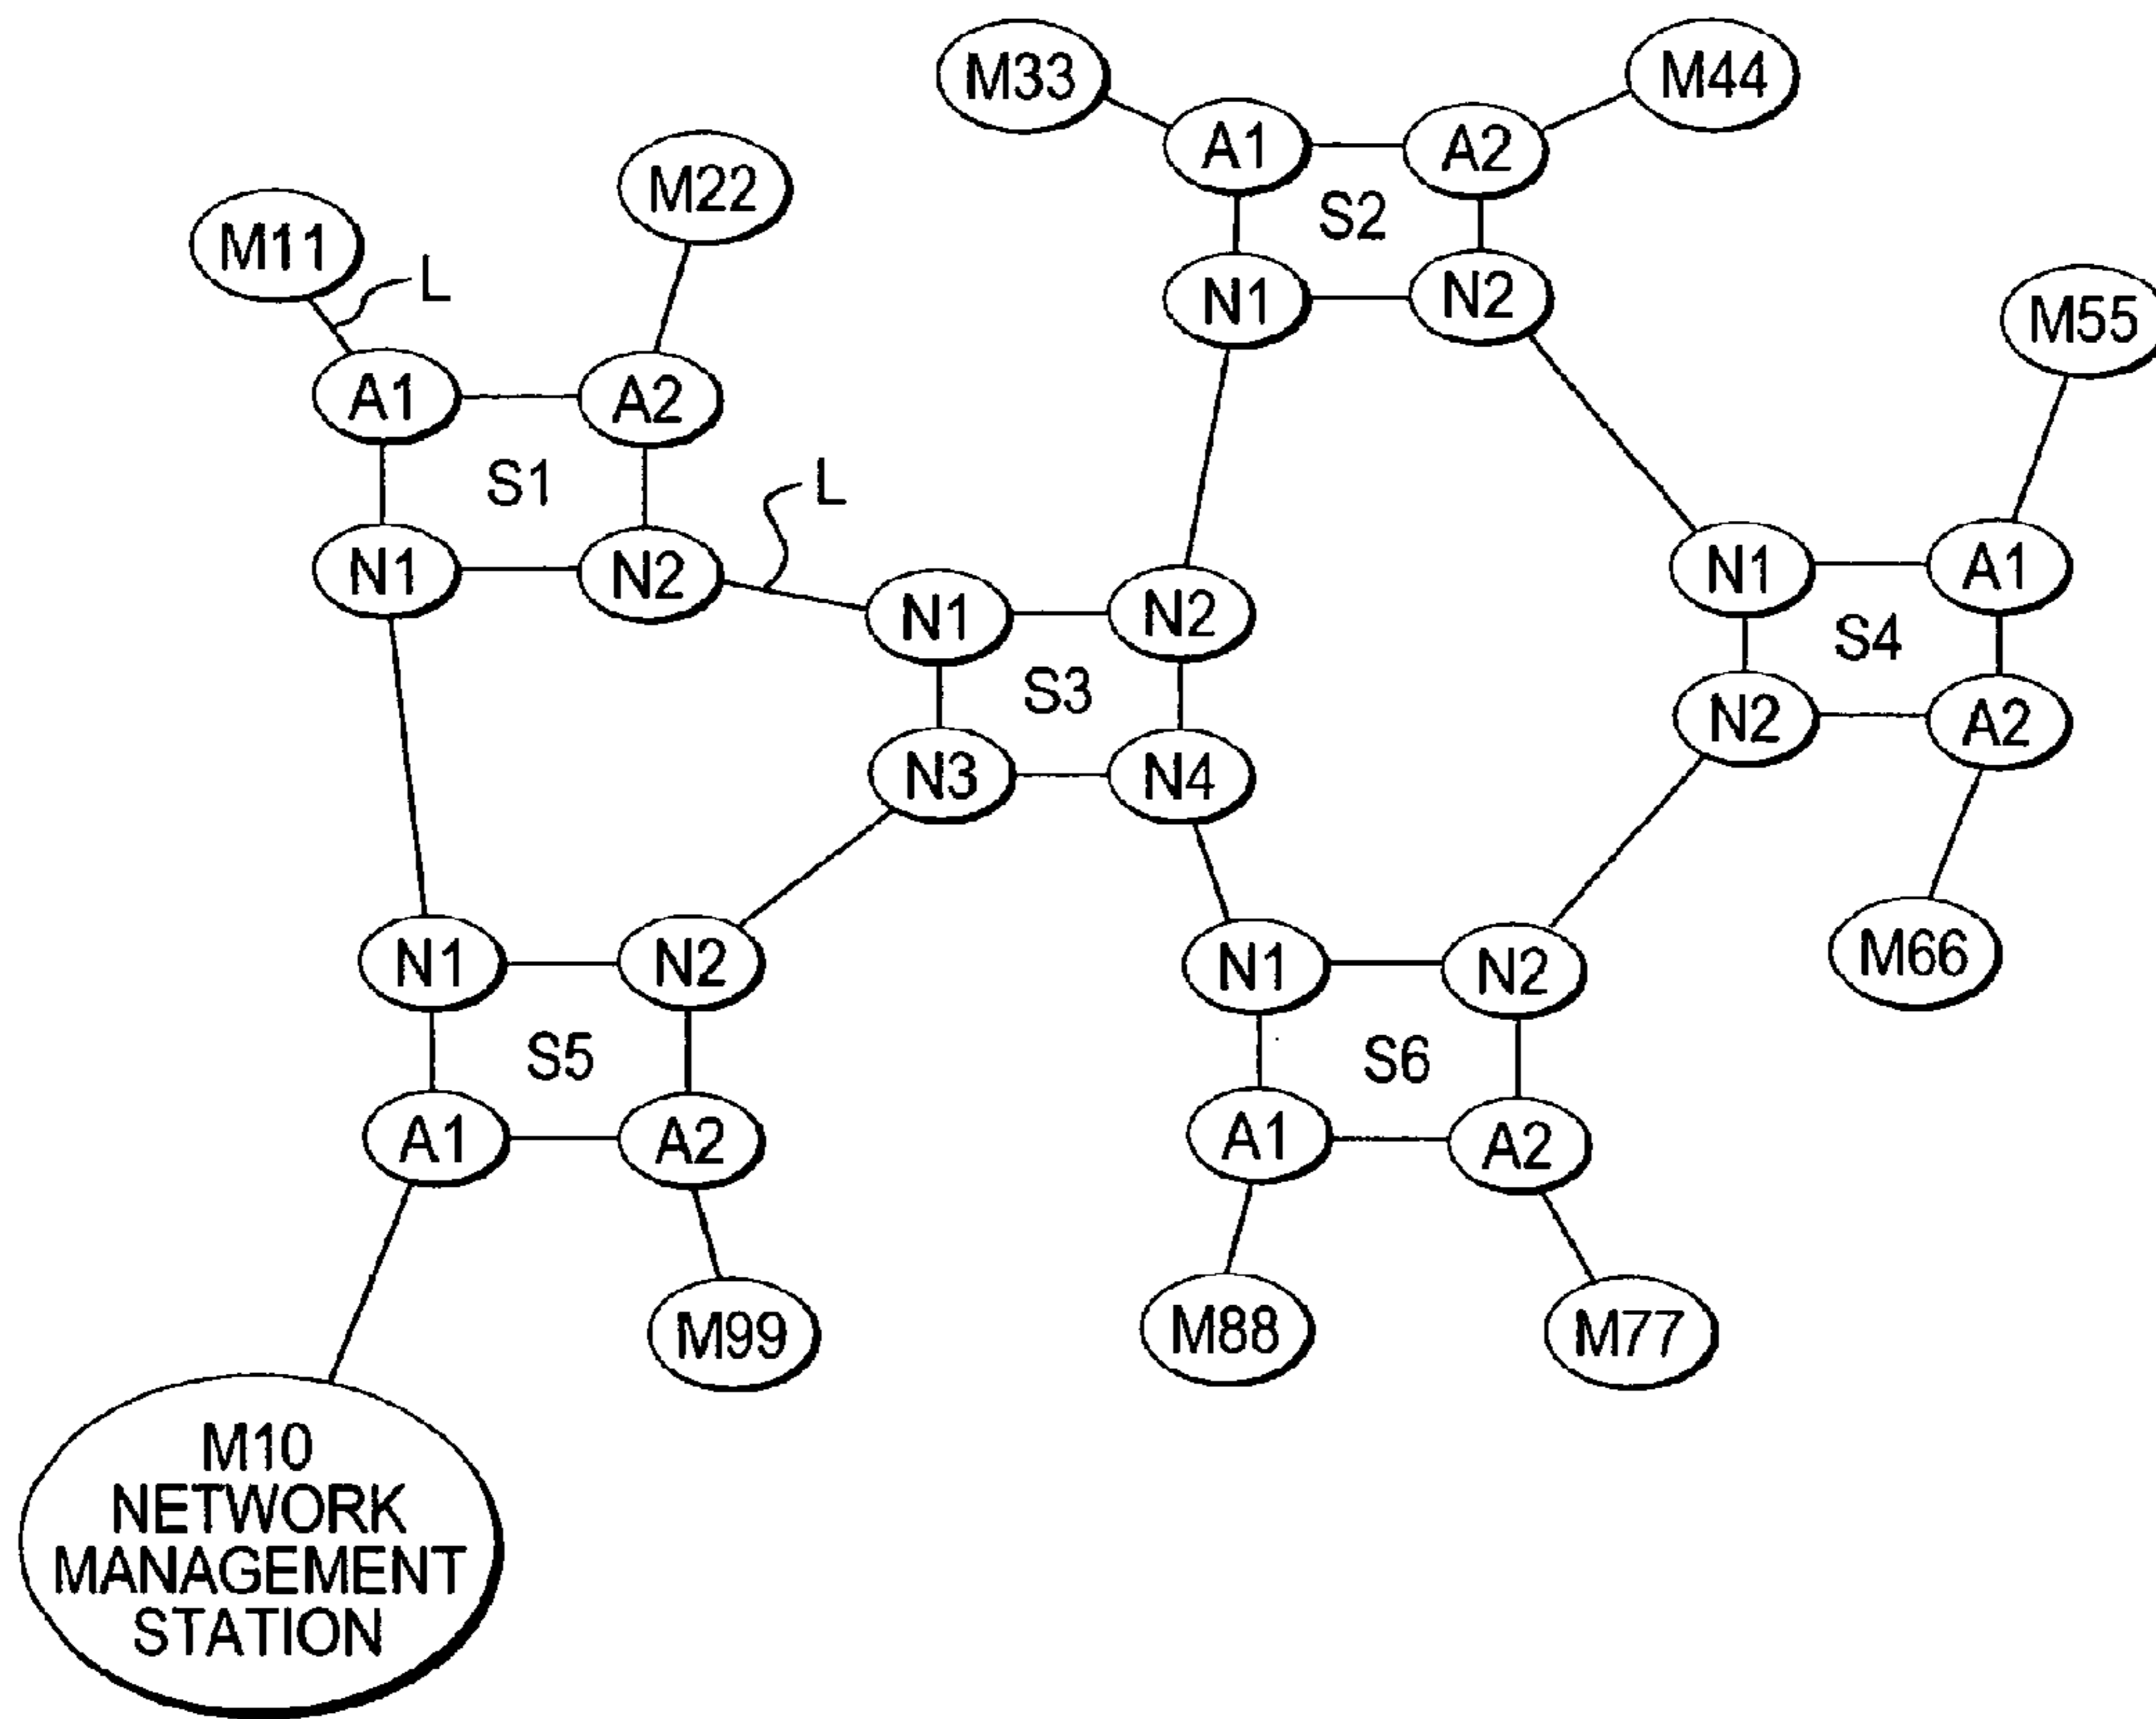 M33
M44
A1
A2
M22
S2
M11
L
N1
N2
M55
A1
A2
S1
L
N1
N2
N1
N2
N1
A1
S3
S4
N3
N4
N2
A2
N1
N2
N1
N2
M66
S5
S6
A1
A2
A1
A2
M99
M88
M77
M10
NETWORK
MANAGEMENT
STATION